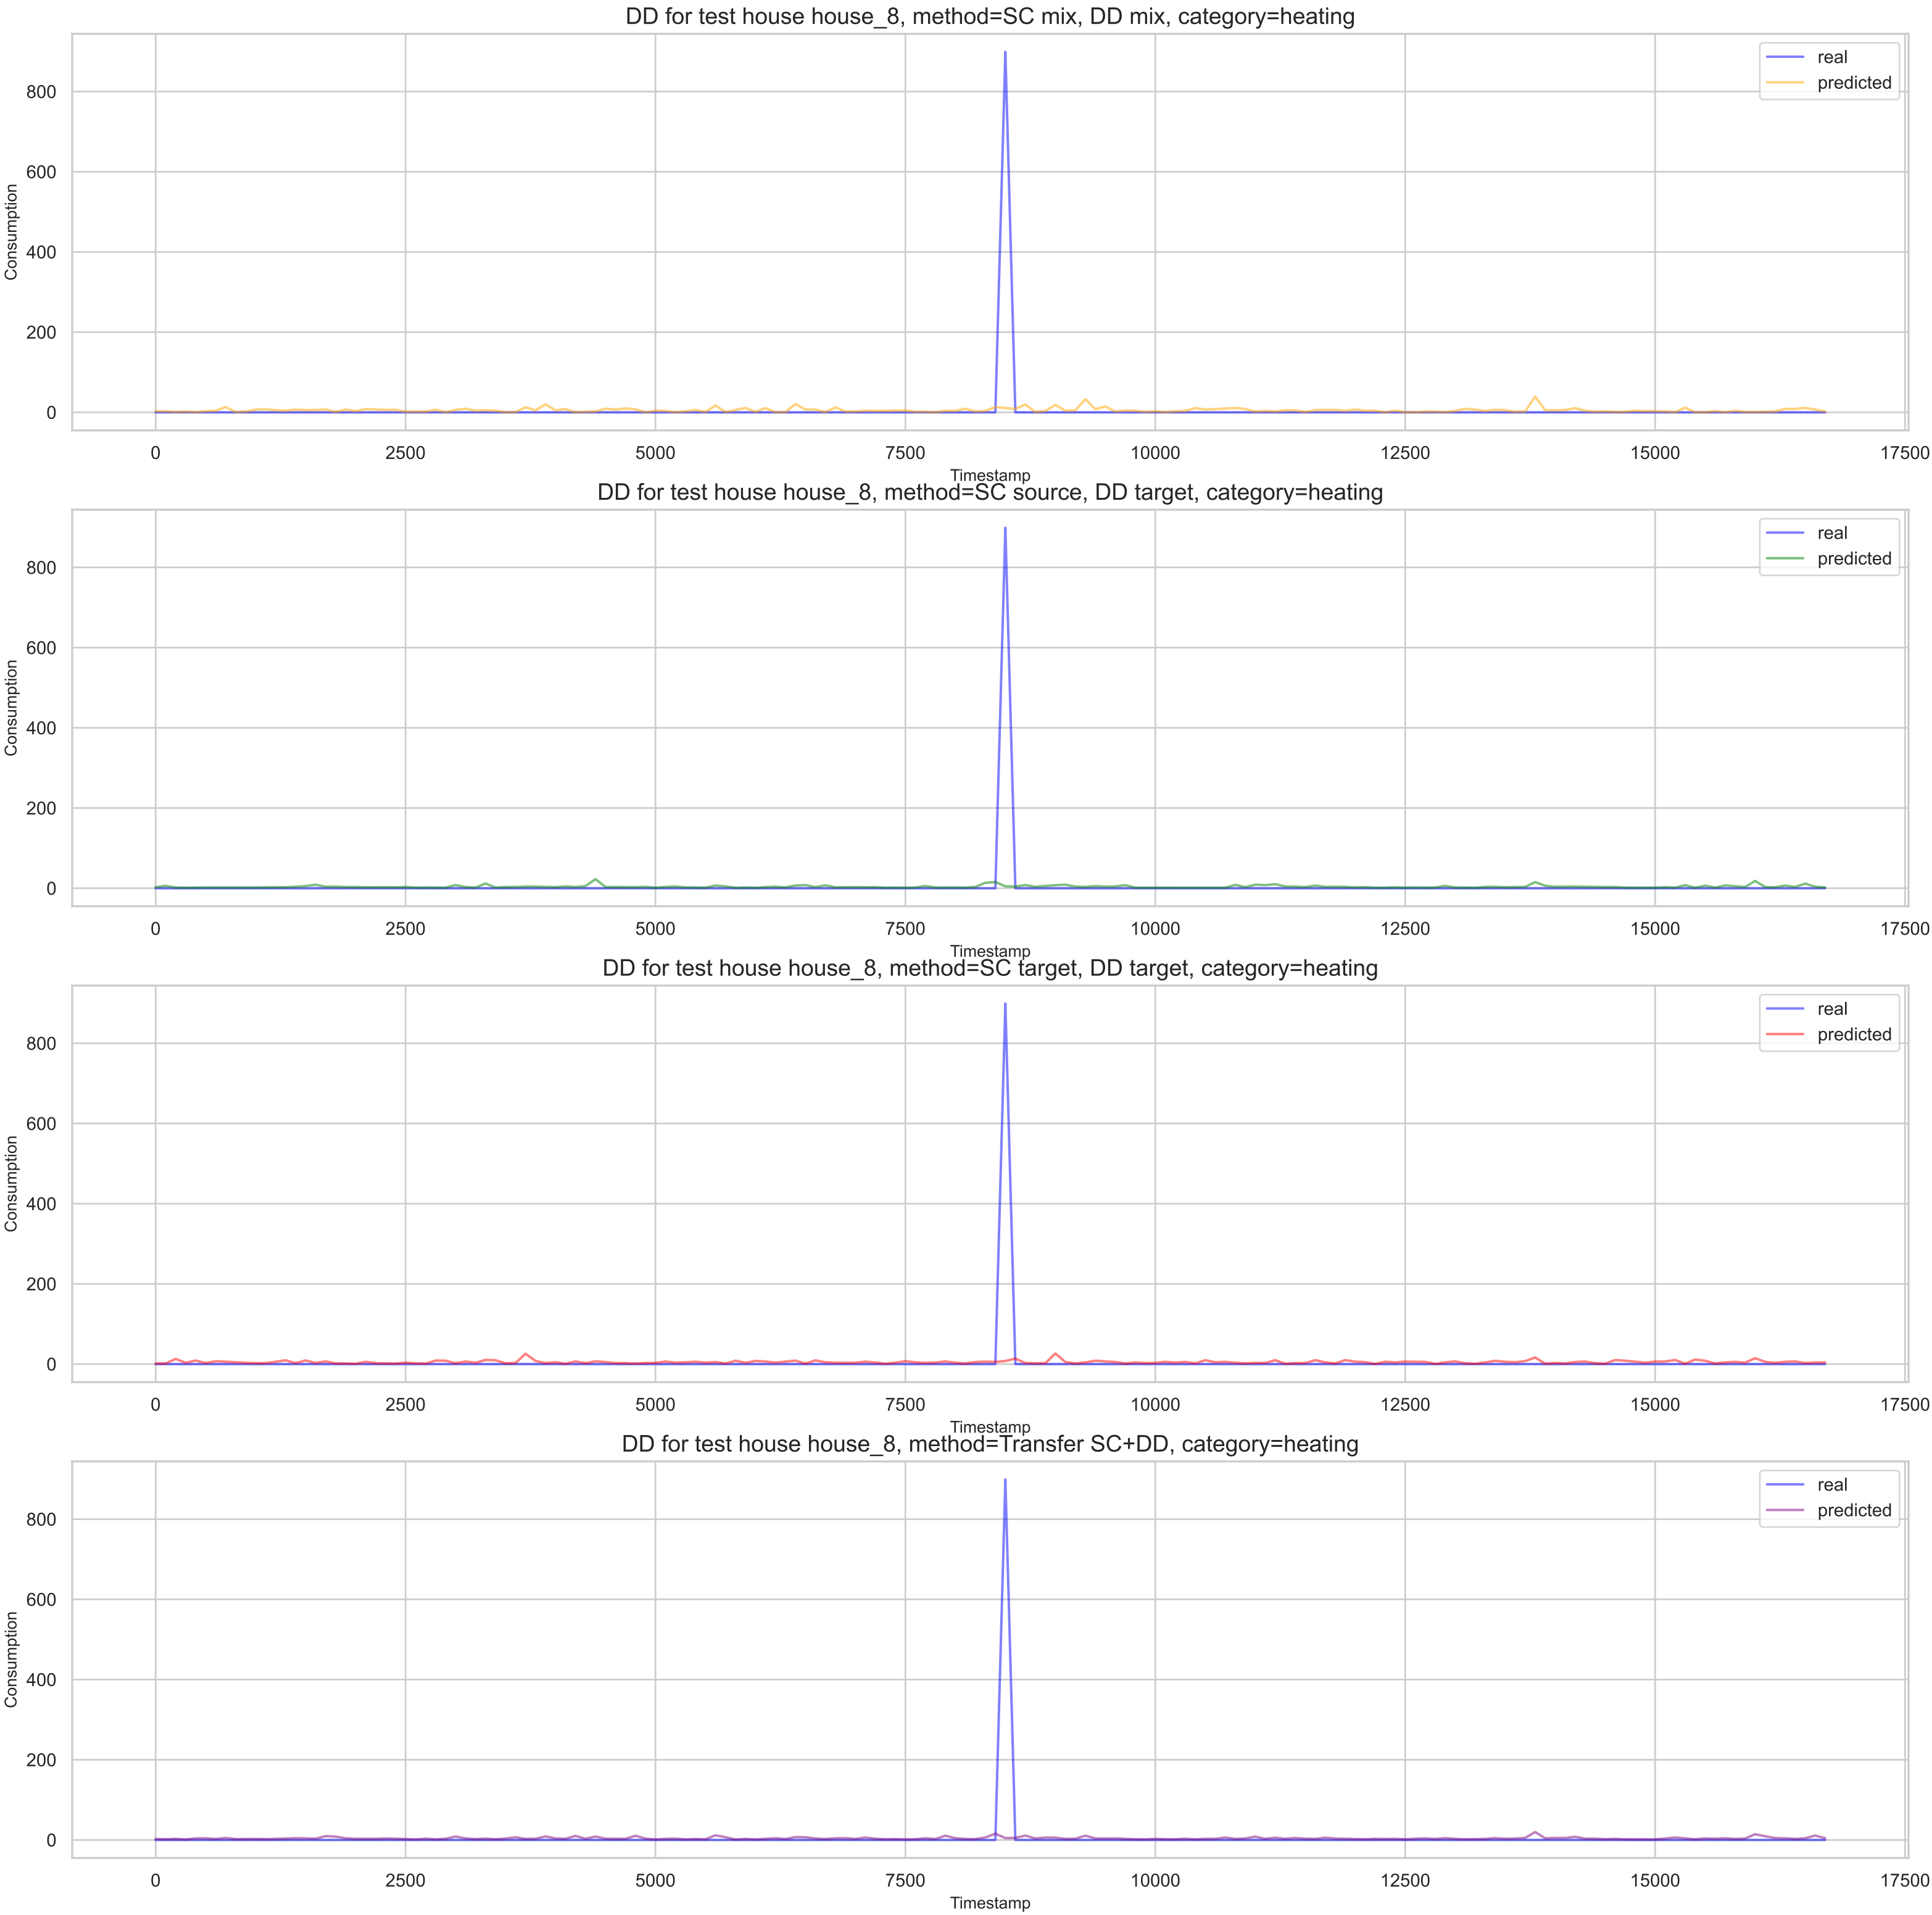 DD for test house house_8, method=SC mix, DD mix, category=heating
real
predicted
800
600
400
200
0
Consumption
0 2500 5000 7500 10000 12500 15000 17500
Timestamp
DD for test house house_8, method=SC source, DD target, category=heating
real
predicted
800
600
400
200
0
Consumption
0 2500 5000 7500 10000 12500 15000 17500
Timestamp
DD for test house house_8, method=SC target, DD target, category=heating
real
predicted
800
600
400
200
0
Consumption
0 2500 5000 7500 10000 12500 15000 17500
Timestamp
DD for test house house_8, method=Transfer SC+DD, category=heating
real
predicted
800
600
400
200
0
Consumption
0 2500 5000 7500 10000 12500 15000 17500
Timestamp